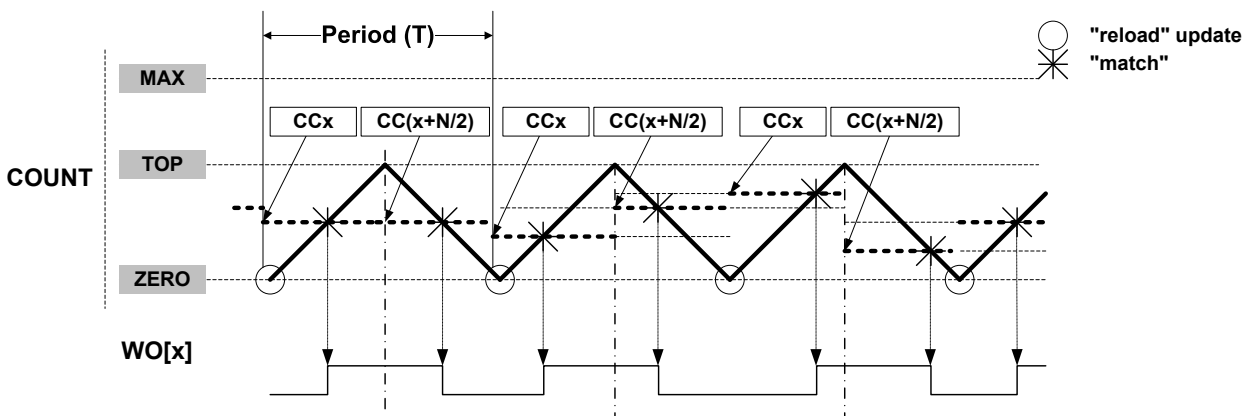 Period (T)
"reload" update
"match"
MAX
CCx
CC(x+N/2)
CCx
CC(x+N/2)
CCx
CC(x+N/2)
TOP
COUNT
ZERO
WO[x]